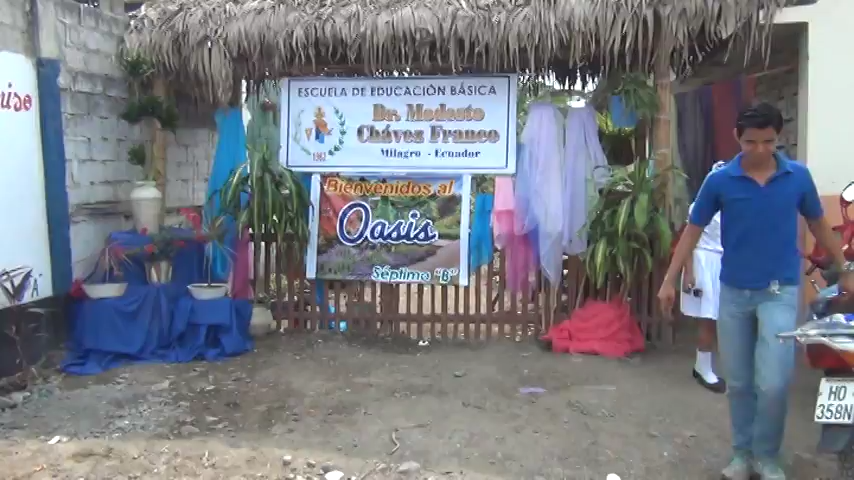 ESCUELA DE EDUCACIÓN BÁSICA
Dr. Modesto
Chávez Franco
Milagro - Ecuador
1962
Bienvenidos al
Oasis
Séptimo "B"
HO
358N